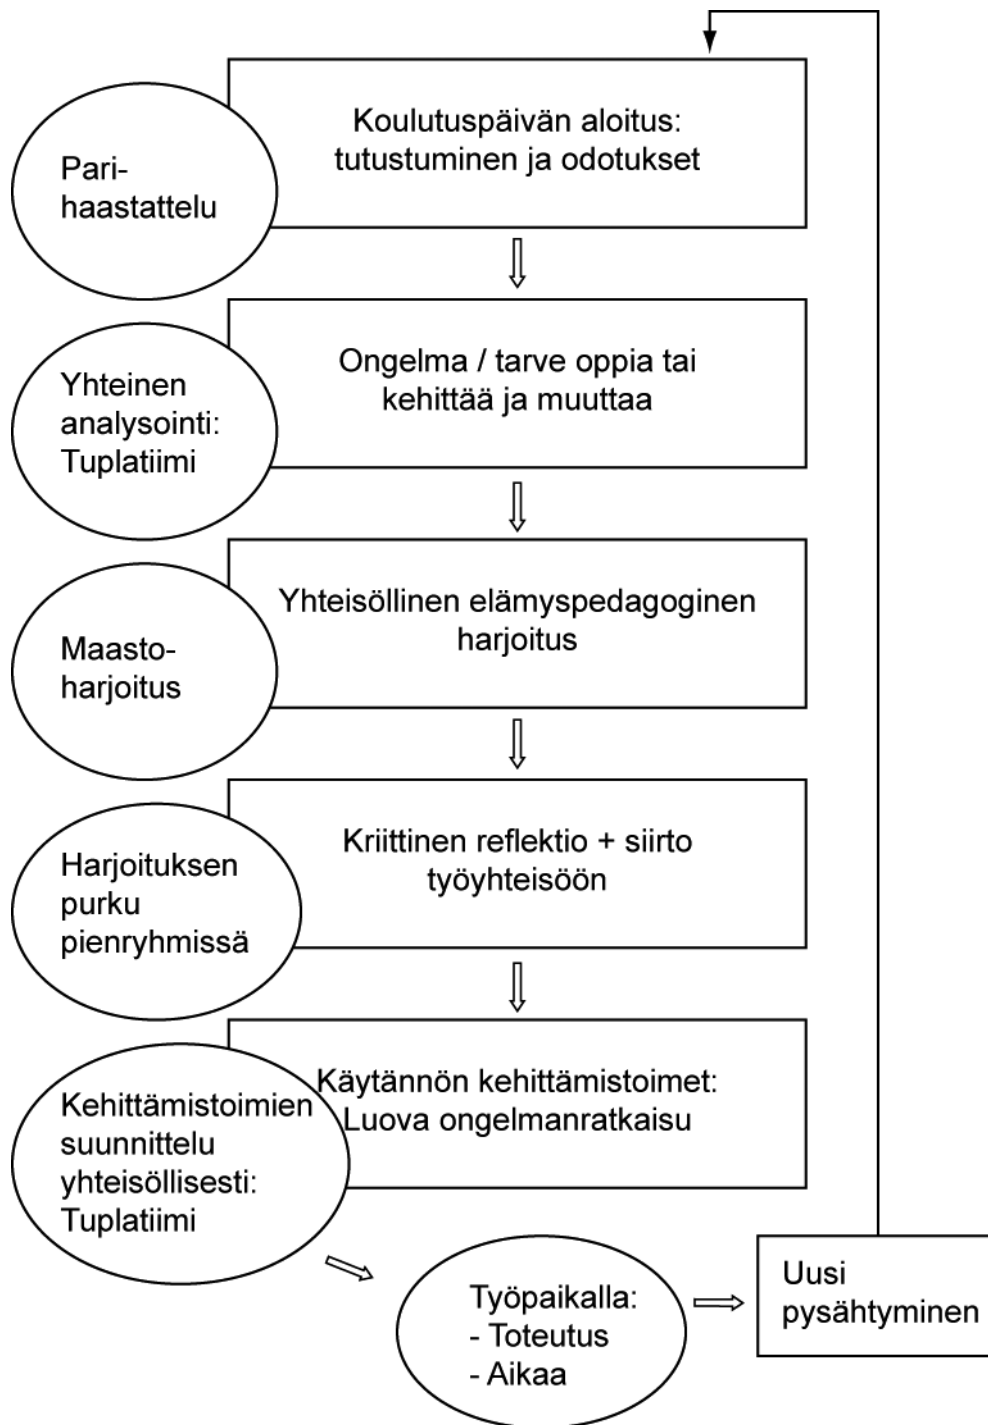 Koulutuspäivän aloitus:
tutustuminen ja odotukset
Pari-
haastattelu
Ongelma / tarve oppia tai
kehittää ja muuttaa
Yhteinen
analysointi:
Tuplatiimi
Yhteisöllinen elämyspedagoginen
harjoitus
Maasto-
harjoitus
Kriittinen reflektio + siirto
työyhteisöön
Harjoituksen
purku
pienryhmissä
Käytännön kehittämistoimet:
Luova ongelmanratkaisu
Kehittämistoimien
suunnittelu
yhteisöllisesti:
Tuplatiimi
Työpaikalla:
- Toteutus
- Aikaa
Uusi
pysähtyminen